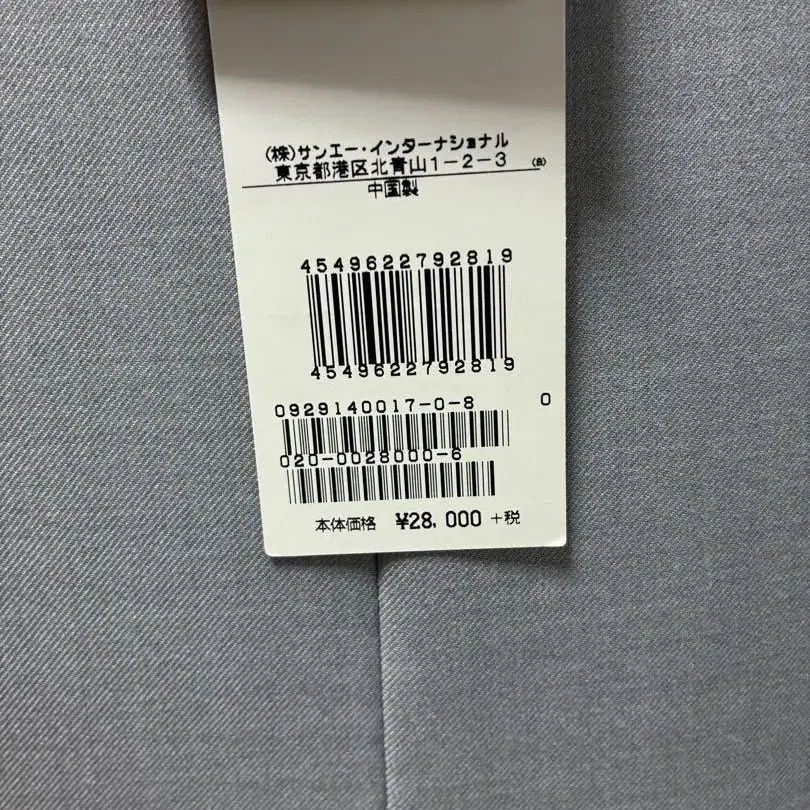 (株)サンエー・インターナショナル
東京都港区北青山1-2-3 (B)
中国製
4549622792819
4549622792819
0929140017-0-8 0
020-0028000-6
本体価格 ¥28,000 +税